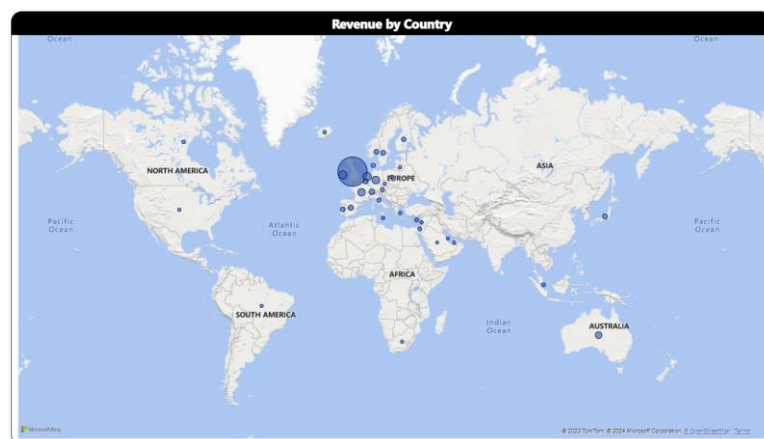 Revenue by Country
Ocean
Ocean
NORTH AMERICA
EUROPE
ASIA
Pacific
Ocean
Atlantic
Ocean
Pacific
Ocean
AFRICA
SOUTH AMERICA
Indian
Ocean
AUSTRALIA
Microsoft Bing
© 2023 TomTom, © 2024 Microsoft Corporation, © OpenStreetMap Terms